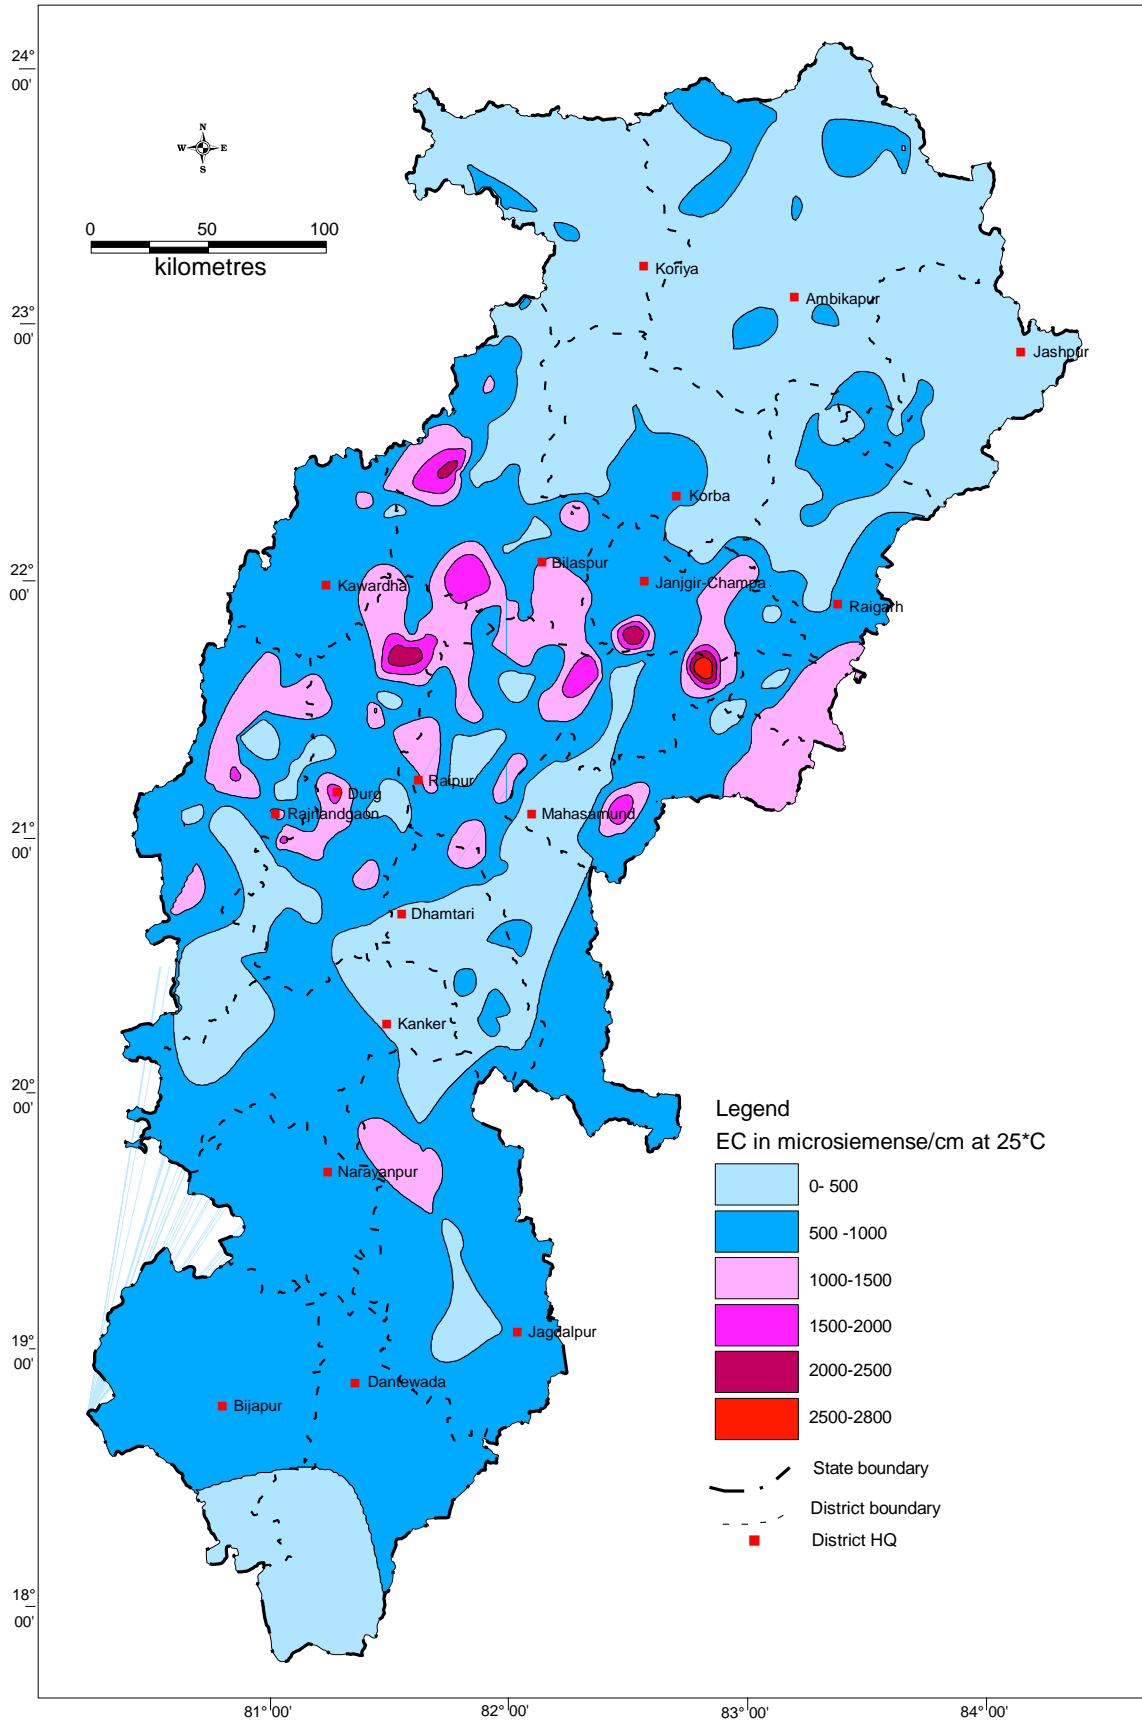 24°
00'
N
W E
S
0 50 100
kilometres
Koriya
Ambikapur
23°
00'
Jashpur
Korba
Bilaspur
22°
00'
Kawardha
Janjgir-Champa
Raigarh
Raipur
Durg
Rajnandgaon
Mahasamund
21°
00'
Dhamtari
Kanker
20°
00'
Legend
EC in microsiemense/cm at 25*C
Narayanpur
0- 500
500 -1000
1000-1500
1500-2000
2000-2500
2500-2800
Jagdalpur
19°
00'
Dantewada
Bijapur
State boundary
District boundary
District HQ
18°
00'
81°00' 82°00' 83°00' 84°00'